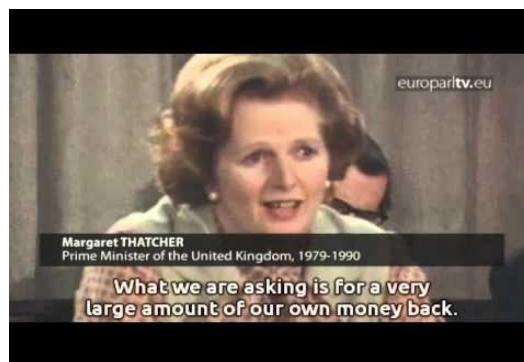 europarltv.eu
Margaret THATCHER
Prime Minister of the United Kingdom, 1979-1990
What we are asking is for a very
large amount of our own money back.